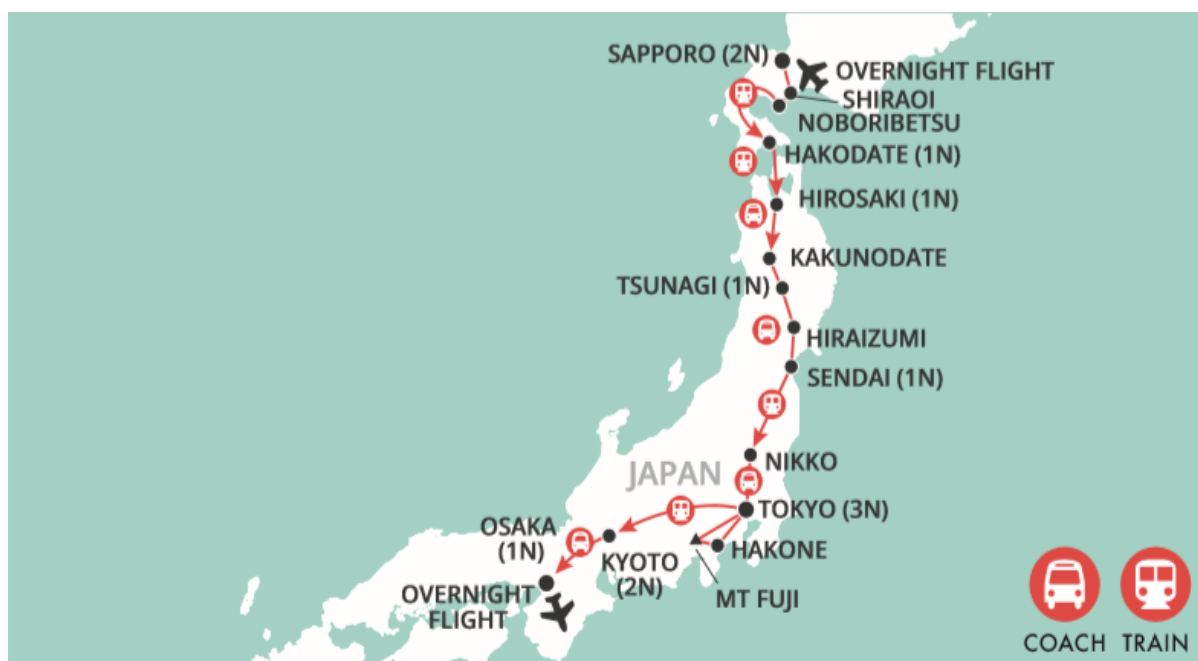 SAPPORO (2N)
OVERNIGHT FLIGHT
SHIRAOI
NOBORIBETSU
HAKODATE (1N)
HIROSAKI (1N)
KAKUNODATE
TSUNAGI (1N)
HIRAIZUMI
SENDAI (1N)
NIKKO
JAPAN
TOKYO (3N)
OSAKA
(1N)
HAKONE
KYOTO
(2N)
MT FUJI
OVERNIGHT
FLIGHT
COACH
TRAIN